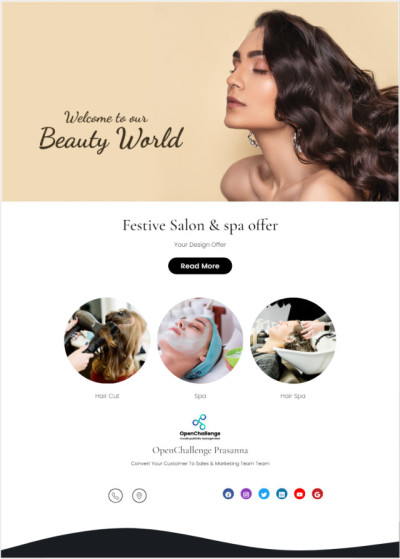 Welcome to our
Beauty World
Festive Salon & spa offer
Your Design Offer
Read More
Hair Cut
Spa
Hair Spa
OpenChallenge
OpenChallenge Prasanna
Convert Your Customer To Sales & Marketing Team Team